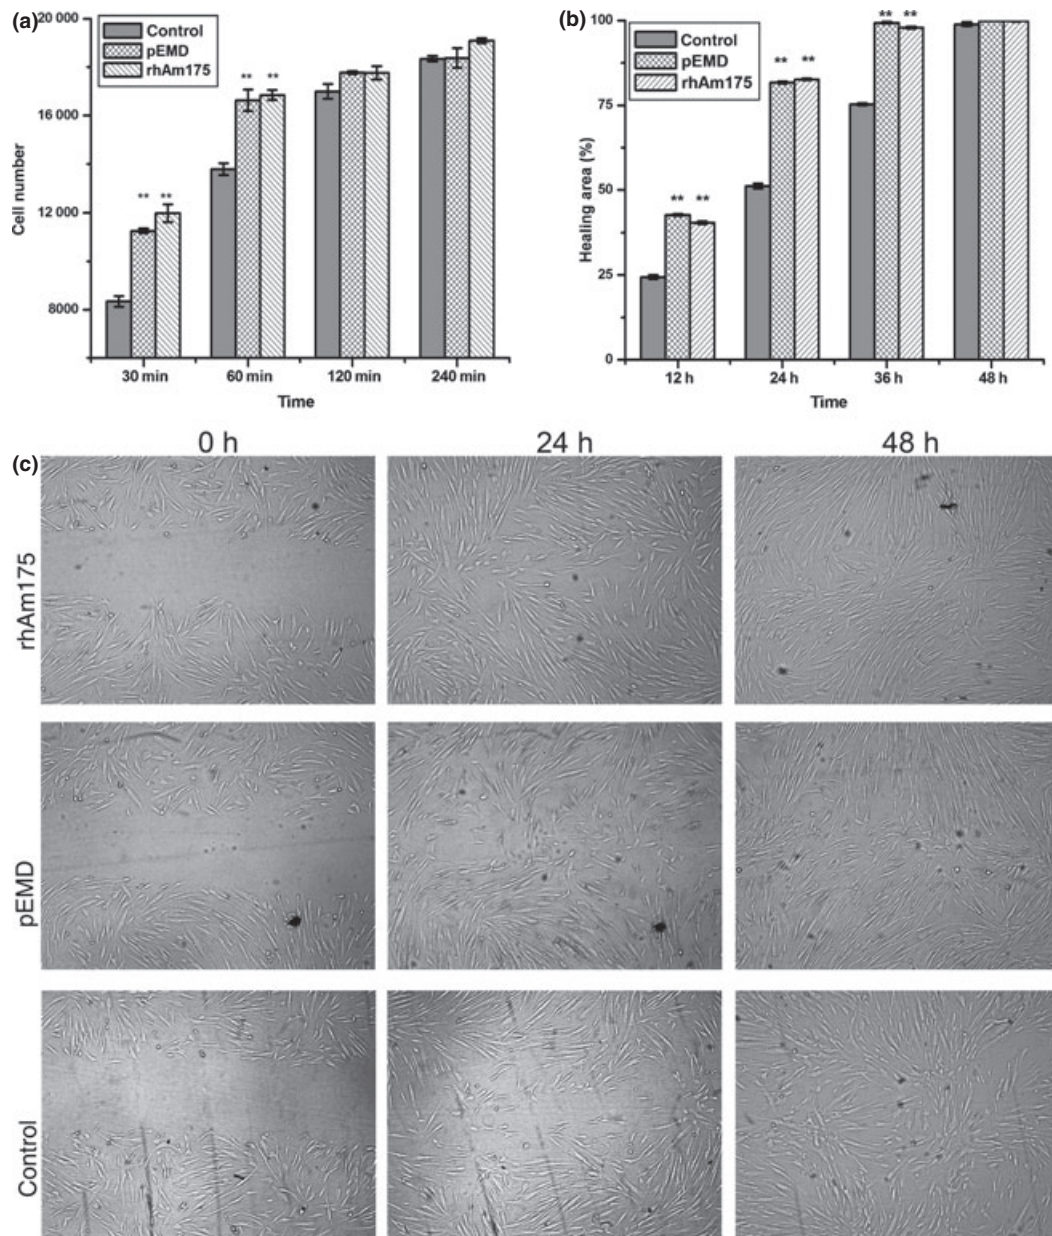 (a)
20 000
16 000
12 000
8000
Cell number
Control
pEMD
rhAm175
** **
** **
30 min 60 min 120 min 240 min
Time
(b)
100
75
50
25
0
Healing area (%)
Control
pEMD
rhAm175
** **
** **
** **
12 h 24 h 36 h 48 h
Time
(c)
0 h 24 h 48 h
rhAm175
pEMD
Control